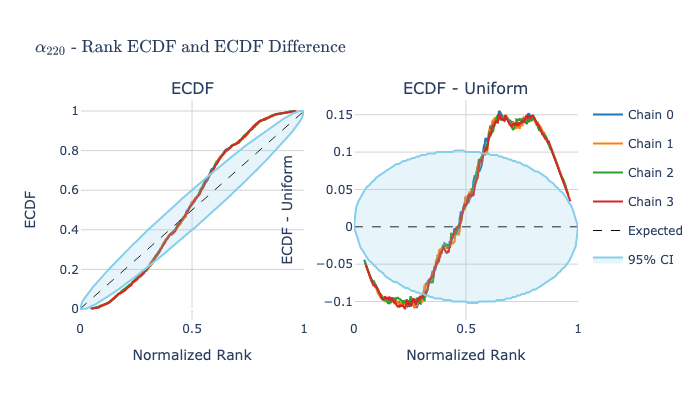 α₂₂₀ - Rank ECDF and ECDF Difference
ECDF
ECDF - Uniform
1
0.8
0.6
0.4
0.2
0
ECDF
0
0.5
1
Normalized Rank
0.15
0.1
0.05
0
−0.05
−0.1
ECDF - Uniform
0
0.5
1
Normalized Rank
Chain 0
Chain 1
Chain 2
Chain 3
Expected
95% CI